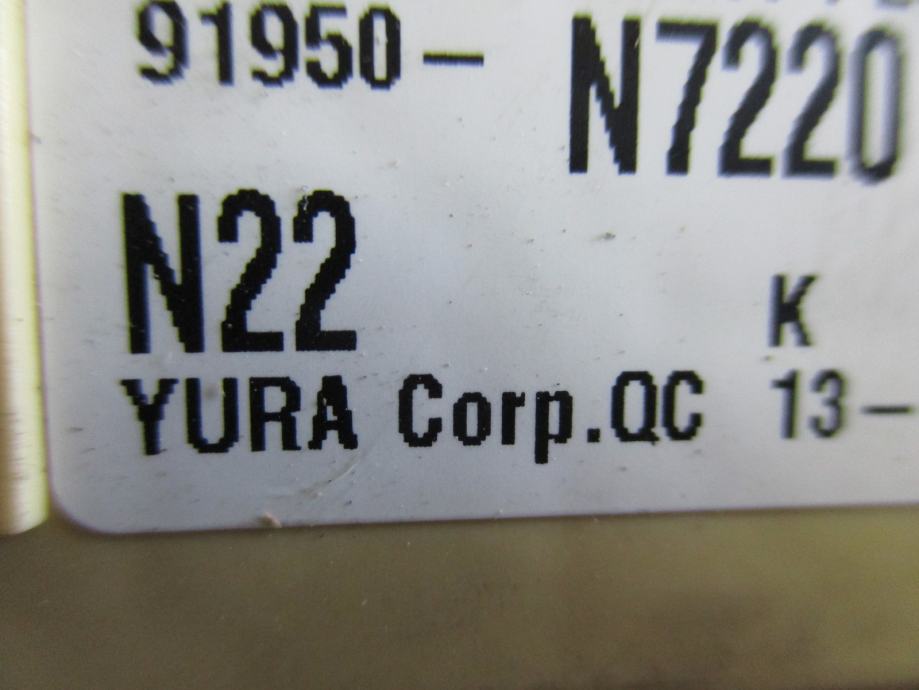 91950- N7220
N22
K
YURA Corp.QC 13-